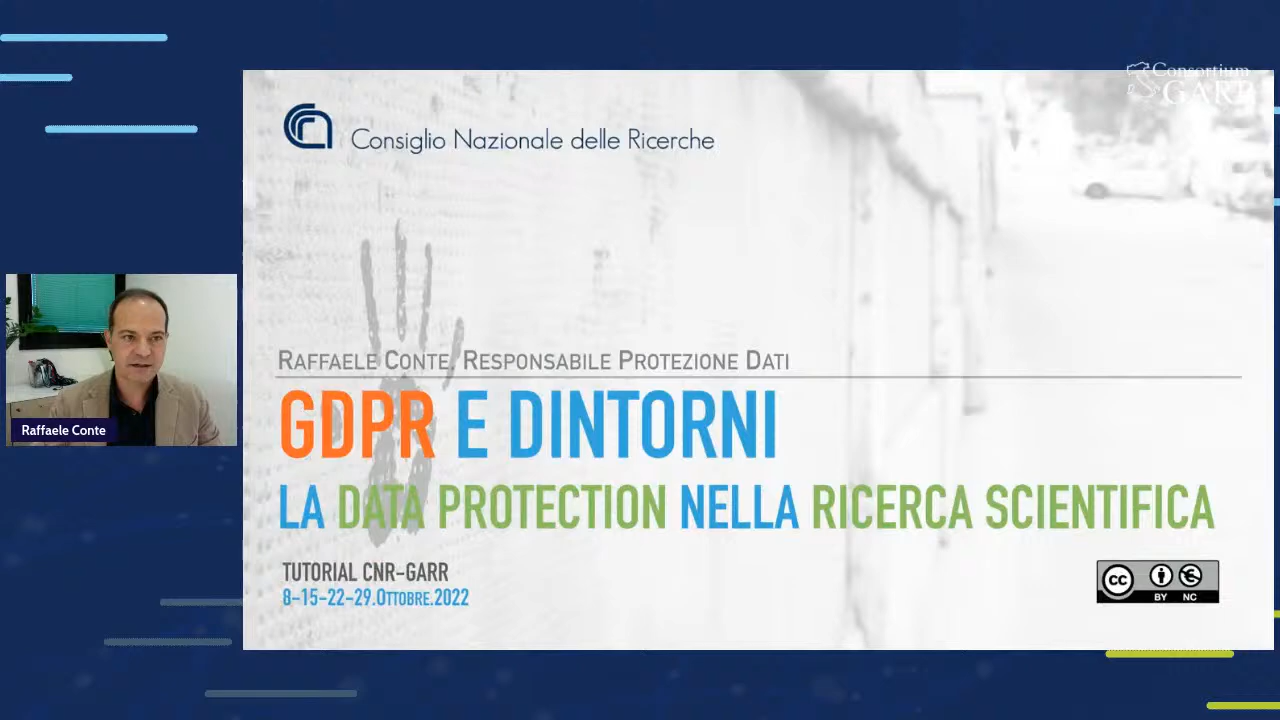 Consortium
GARR
Consiglio Nazionale delle Ricerche
RAFFAELE CONTE, RESPONSABILE PROTEZIONE DATI
GDPR E DINTORNI
LA DATA PROTECTION NELLA RICERCA SCIENTIFICA
TUTORIAL CNR-GARR
8-15-22-29.OTTOBRE.2022
cc
BY NC
Raffaele Conte